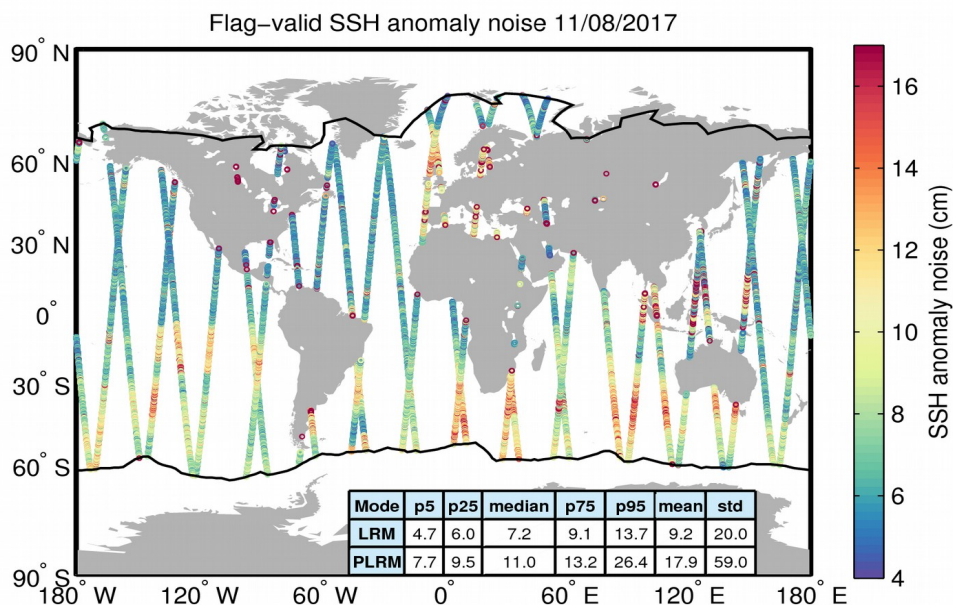 Flag−valid SSH anomaly noise 11/08/2017
90° N
60° N
30° N
0°
30° S
60° S
90° S
180° W
120° W
60° W
0°
60° E
120° E
180° E
16
14
12
10
8
6
4
SSH anomaly noise (cm)
Mode p5 p25 median p75 p95 mean std
LRM 4.7 6.0 7.2 9.1 13.7 9.2 20.0
PLRM 7.7 9.5 11.0 13.2 26.4 17.9 59.0